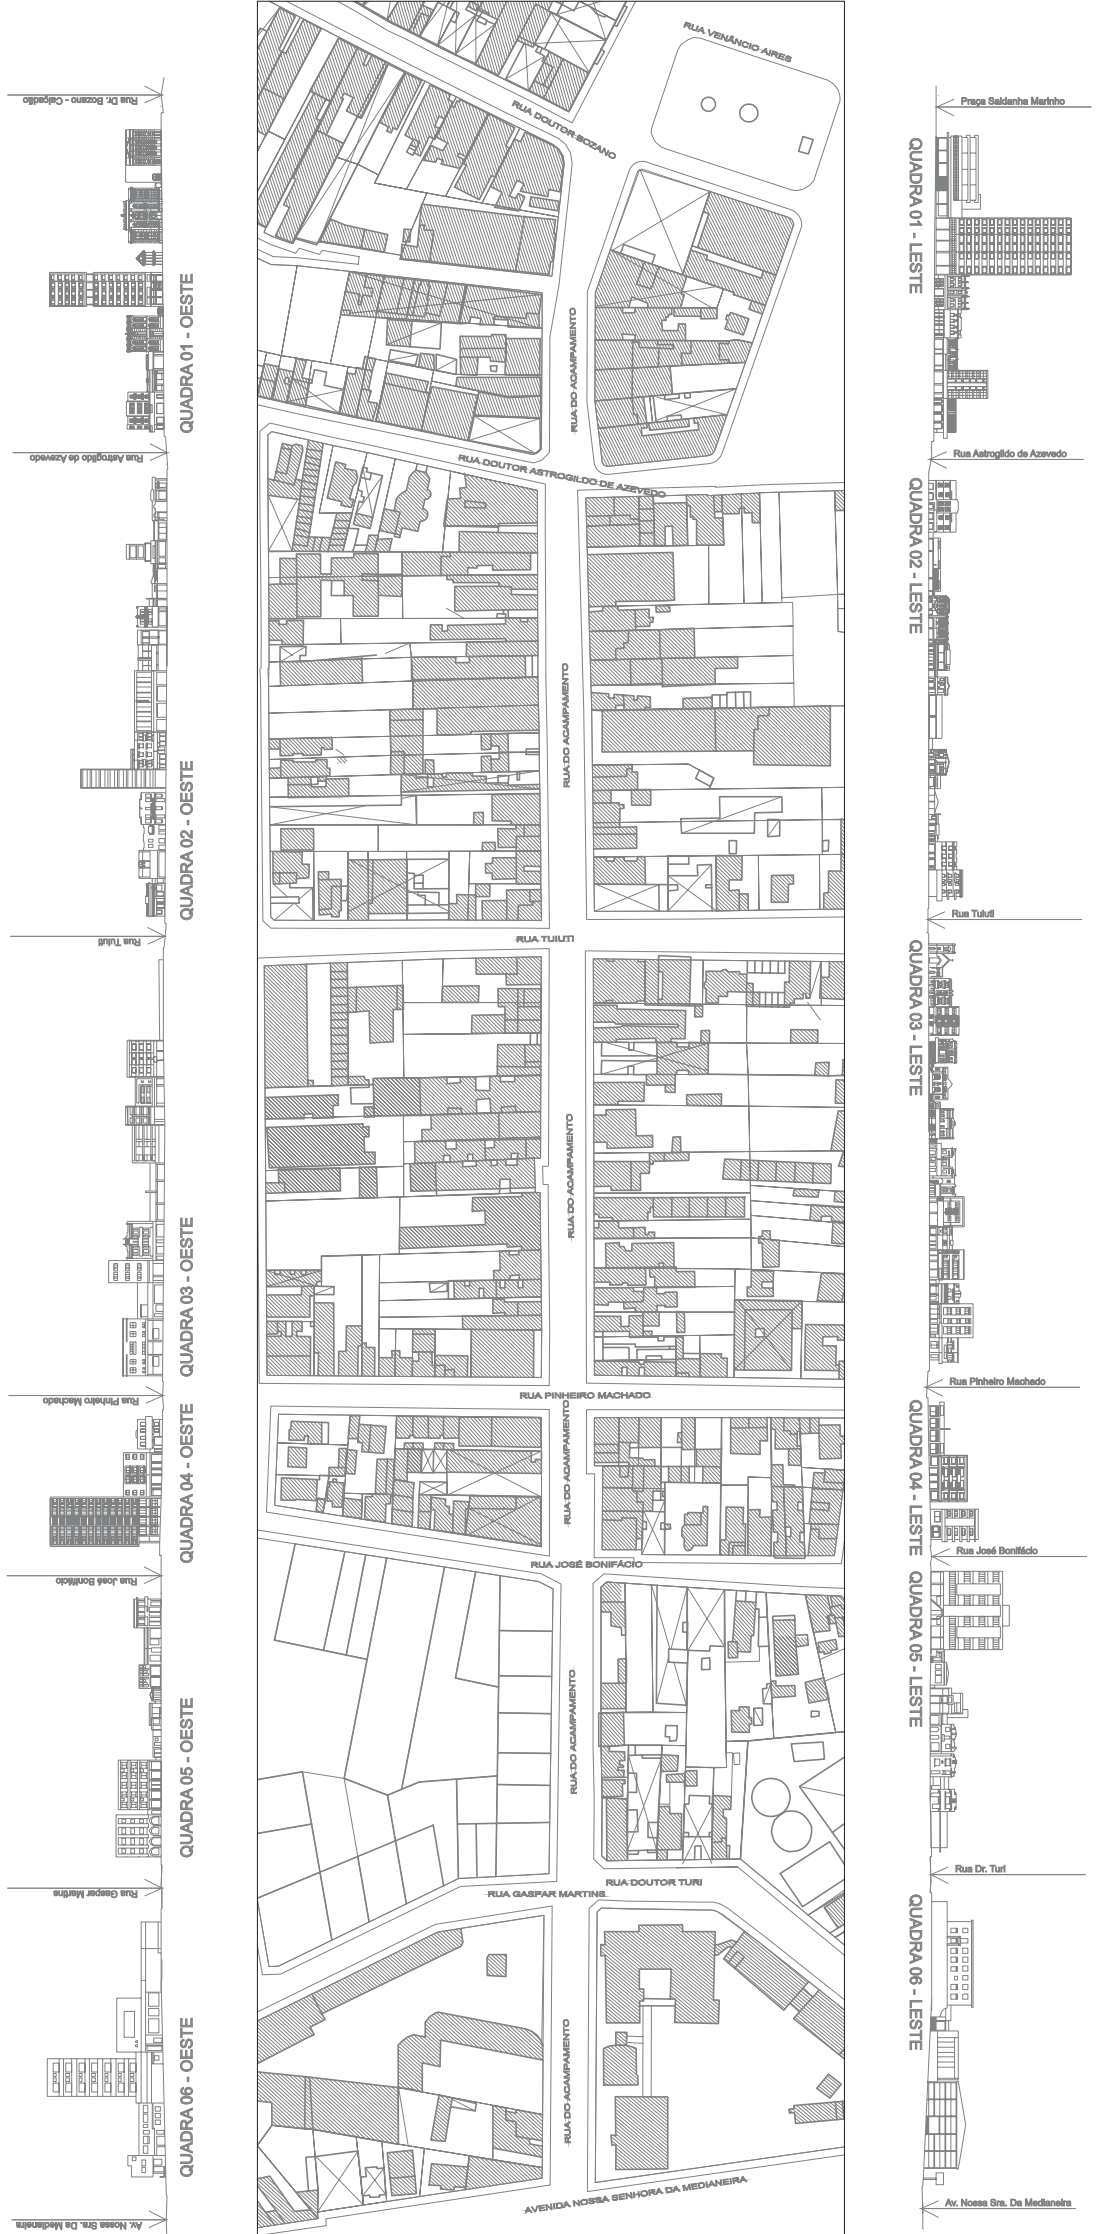 Rua Dr. Bozano - Calçadão
QUADRA 01 - OESTE
Rua Astrogildo de Azevedo
QUADRA 02 - OESTE
Rua Tuiuti
QUADRA 03 - OESTE
Rua Pinheiro Machado
QUADRA 04 - OESTE
Rua José Bonifácio
QUADRA 05 - OESTE
Rua Gaspar Martins
QUADRA 06 - OESTE
Av. Nossa Sra. Da Medianeira
RUA VENÂNCIO AIRES
RUA DOUTOR BOZANO
RUA DO ACAMPAMENTO
RUA DOUTOR ASTROGILDO DE AZEVEDO
RUA DO ACAMPAMENTO
RUA TUIUTI
RUA DO ACAMPAMENTO
RUA PINHEIRO MACHADO
RUA DO ACAMPAMENTO
RUA JOSÉ BONIFÁCIO
RUA DO ACAMPAMENTO
RUA DOUTOR TURI
RUA GASPAR MARTINS
RUA DO ACAMPAMENTO
AVENIDA NOSSA SENHORA DA MEDIANEIRA
Praça Saldanha Marinho
QUADRA 01 - LESTE
Rua Astrogildo de Azevedo
QUADRA 02 - LESTE
Rua Tuiuti
QUADRA 03 - LESTE
Rua Pinheiro Machado
QUADRA 04 - LESTE
Rua José Bonifácio
QUADRA 05 - LESTE
Rua Dr. Turi
QUADRA 06 - LESTE
Av. Nossa Sra. Da Medianeira